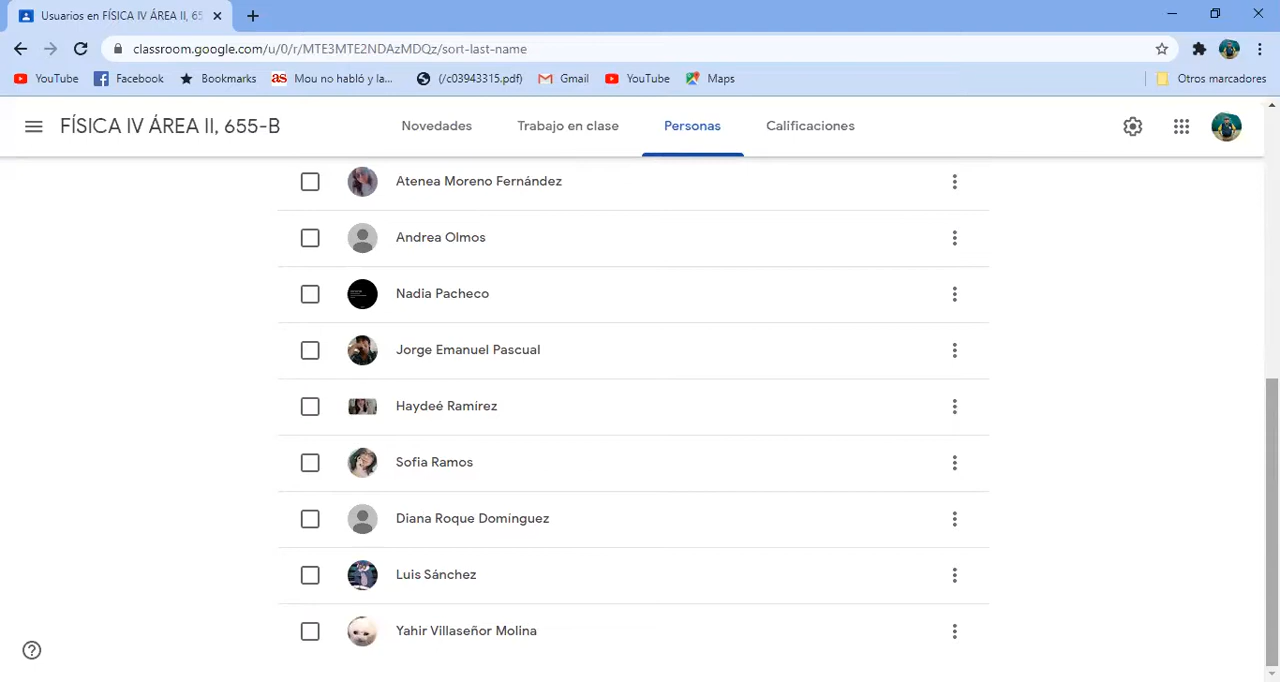 Usuarios en FÍSICA IV ÁREA II, 65
classroom.google.com/u/0/r/MTE3MTE2NDAzMDQz/sort-last-name
YouTube Facebook Bookmarks Mou no habló y la... (/c03943315.pdf) Gmail YouTube Maps Otros marcadores
FÍSICA IV ÁREA II, 655-B Novedades Trabajo en clase Personas Calificaciones
Atenea Moreno Fernández
Andrea Olmos
Nadia Pacheco
Jorge Emanuel Pascual
Haydeé Ramírez
Sofia Ramos
Diana Roque Domínguez
Luis Sánchez
Yahir Villaseñor Molina